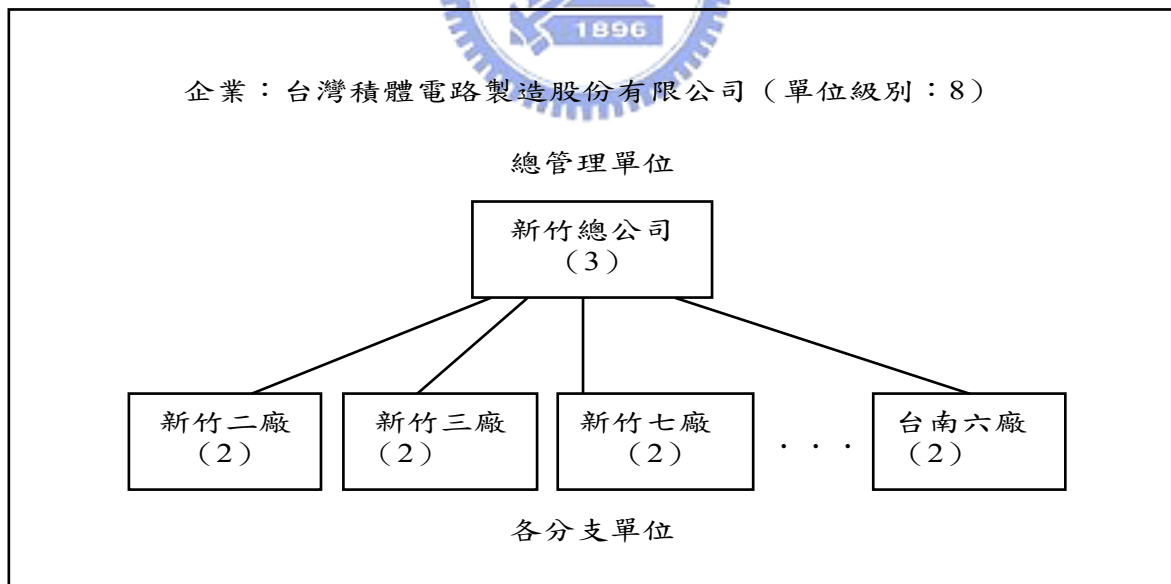 1896
企業：台灣積體電路製造股份有限公司（單位級別：8）
總管理單位
新竹總公司
（3）
新竹二廠 新竹三廠 新竹七廠 ．．． 台南六廠
（2） （2） （2） （2）
各分支單位